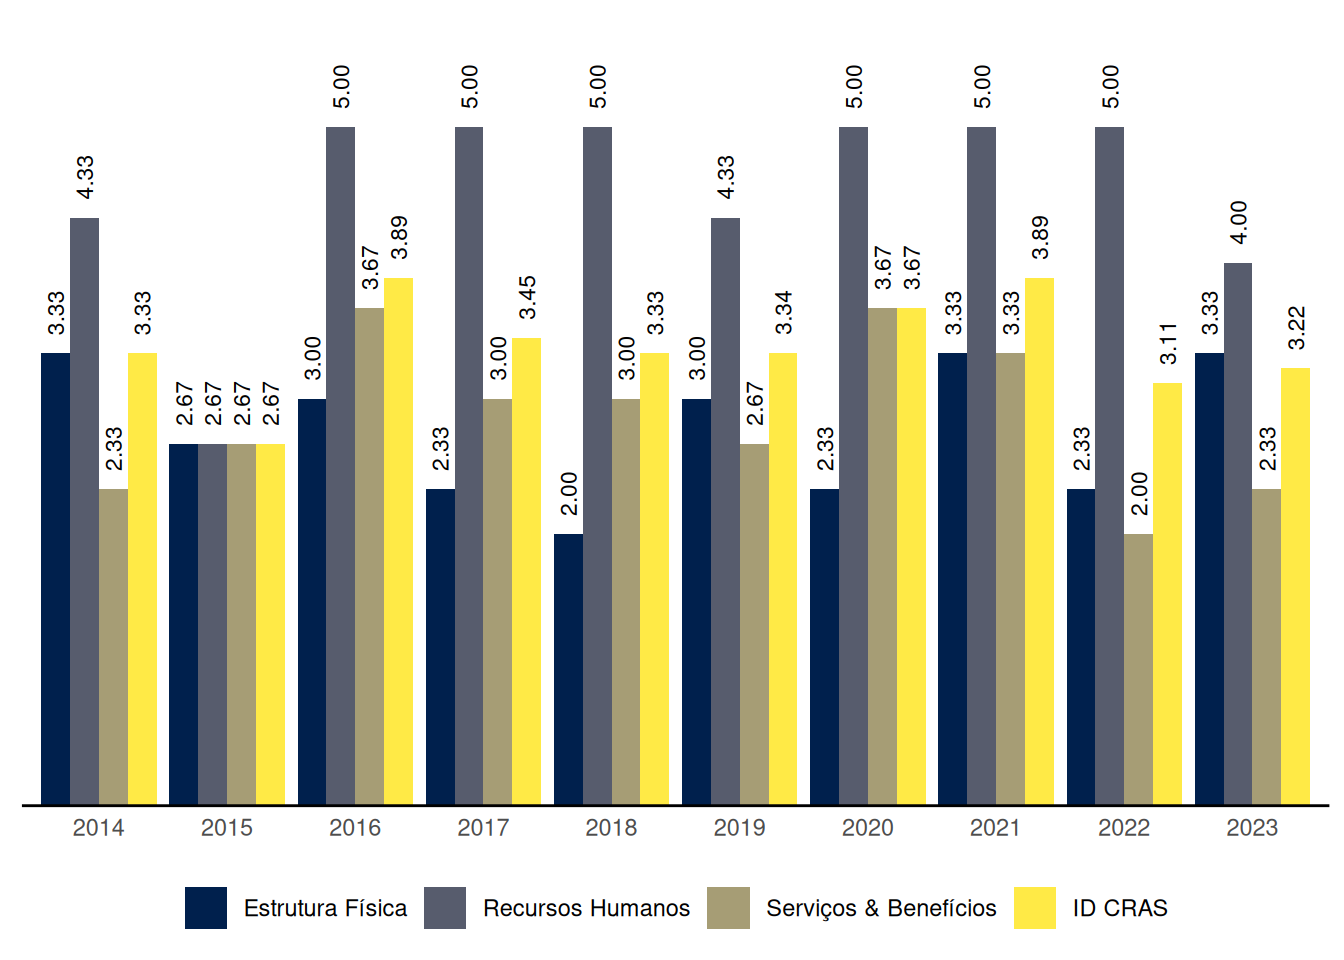 3.33 4.33 2.33 3.33
2.67 2.67 2.67 2.67
3.00 5.00 3.67 3.89
2.33 5.00 3.00 3.45
2.00 5.00 3.00 3.33
3.00 4.33 2.67 3.34
2.33 5.00 3.67 3.67
3.33 5.00 3.33 3.89
2.33 5.00 2.00 3.11
3.33 4.00 2.33 3.22
2014 2015 2016 2017 2018 2019 2020 2021 2022 2023
Estrutura Física Recursos Humanos Serviços & Benefícios ID CRAS